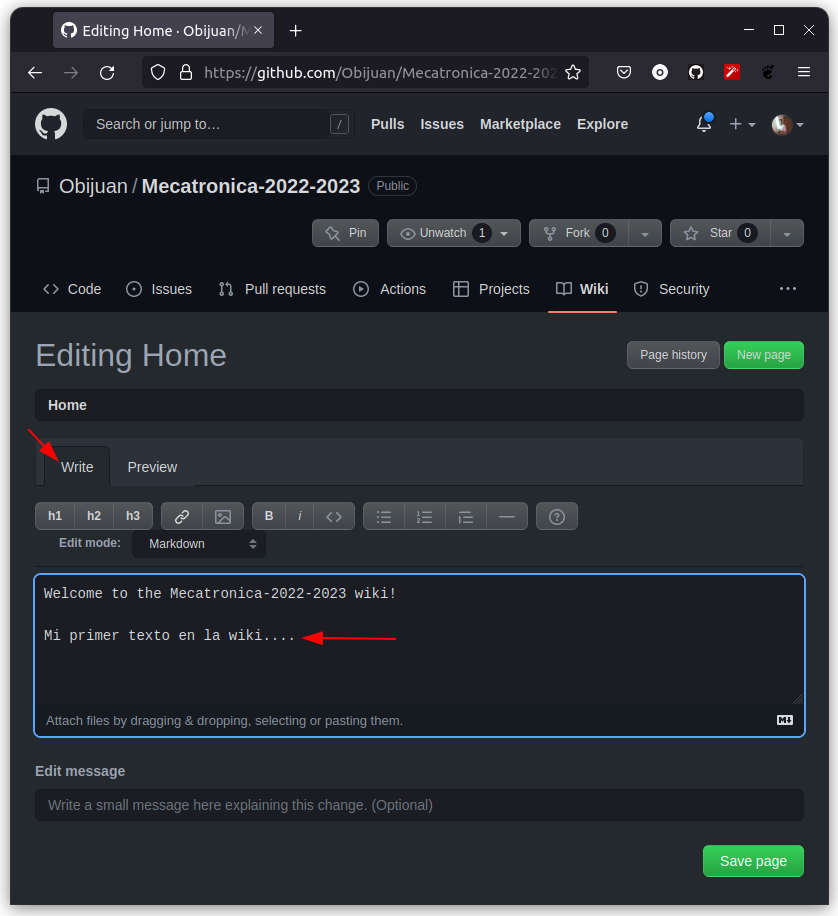 Editing Home · Obijuan/M
https://github.com/Obijuan/Mecatronica-2022-202
Search or jump to… /
Pulls Issues Marketplace Explore
Obijuan / Mecatronica-2022-2023 Public
Pin Unwatch 1 Fork 0 Star 0
Code Issues Pull requests Actions Projects Wiki Security
Editing Home
Page history New page
Home
Write Preview
h1 h2 h3 B i
Edit mode: Markdown
Welcome to the Mecatronica-2022-2023 wiki!
Mi primer texto en la wiki....
Attach files by dragging & dropping, selecting or pasting them.
Edit message
Write a small message here explaining this change. (Optional)
Save page